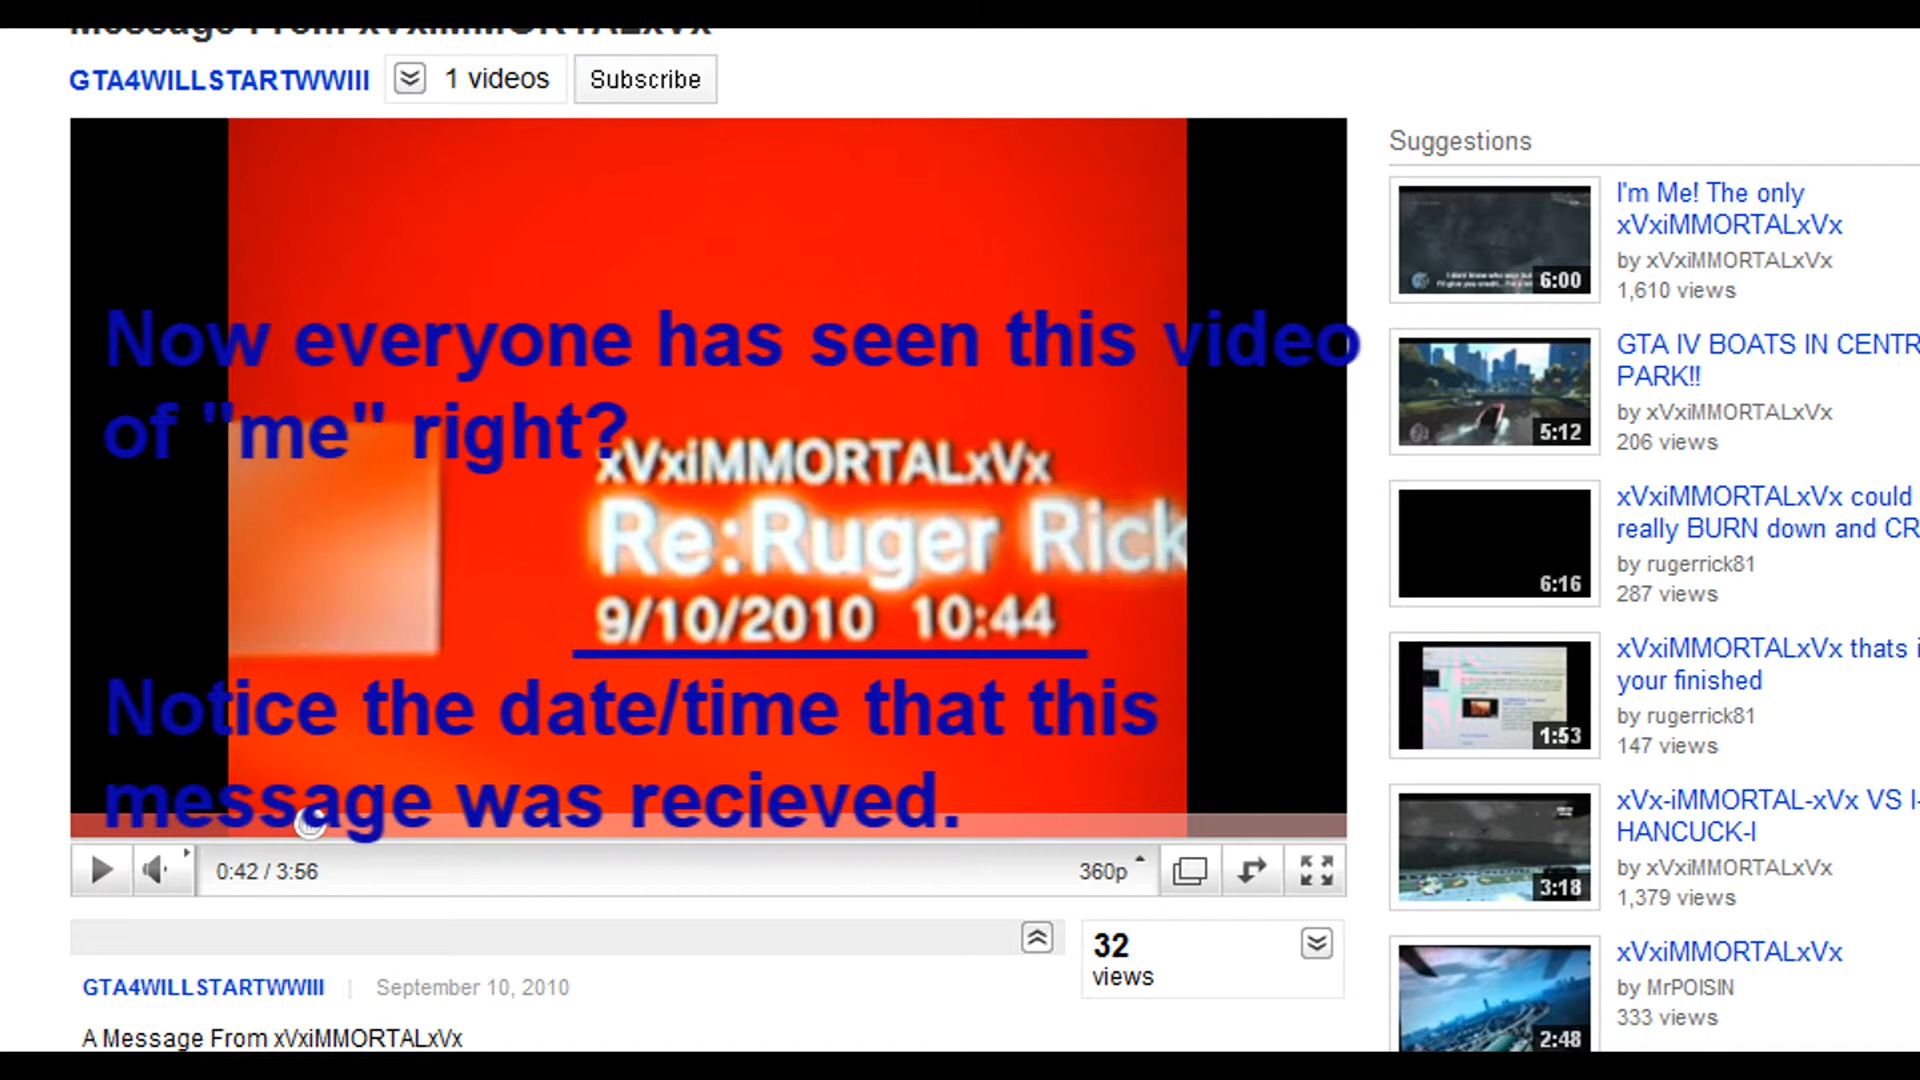 Message From xVxiMMORTALxVx
GTA4WILLSTARTWWIII 1 videos Subscribe
Now everyone has seen this video
of "me" right?
xVxiMMORTALxVx
Re:Ruger Rick
9/10/2010 10:44
Notice the date/time that this
message was recieved.
0:42 / 3:56 360p
32
views
GTA4WILLSTARTWWIII | September 10, 2010
A Message From xVxiMMORTALxVx
Suggestions
I'm Me! The only
xVxiMMORTALxVx
by xVxiMMORTALxVx
1,610 views
6:00
GTA IV BOATS IN CENTR
PARK!!
by xVxiMMORTALxVx
206 views
5:12
xVxiMMORTALxVx could
really BURN down and CR
by rugerrick81
287 views
6:16
xVxiMMORTALxVx thats i
your finished
by rugerrick81
147 views
1:53
xVx-iMMORTAL-xVx VS I-
HANCUCK-I
by xVxiMMORTALxVx
1,379 views
3:18
xVxiMMORTALxVx
by MrPOISIN
333 views
2:48